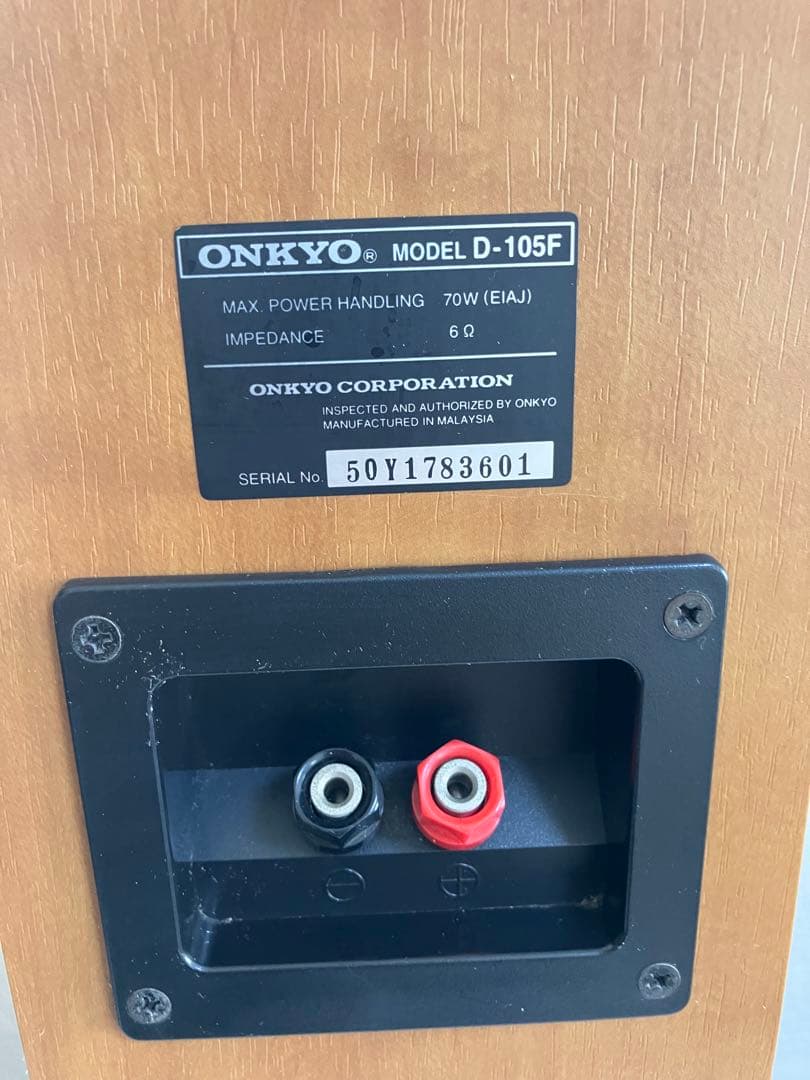 ONKYO® MODEL D-105F
MAX. POWER HANDLING 70W (EIAJ)
IMPEDANCE 6 Ω
ONKYO CORPORATION
INSPECTED AND AUTHORIZED BY ONKYO
MANUFACTURED IN MALAYSIA
SERIAL No. 50Y1783601
⊖ ⊕